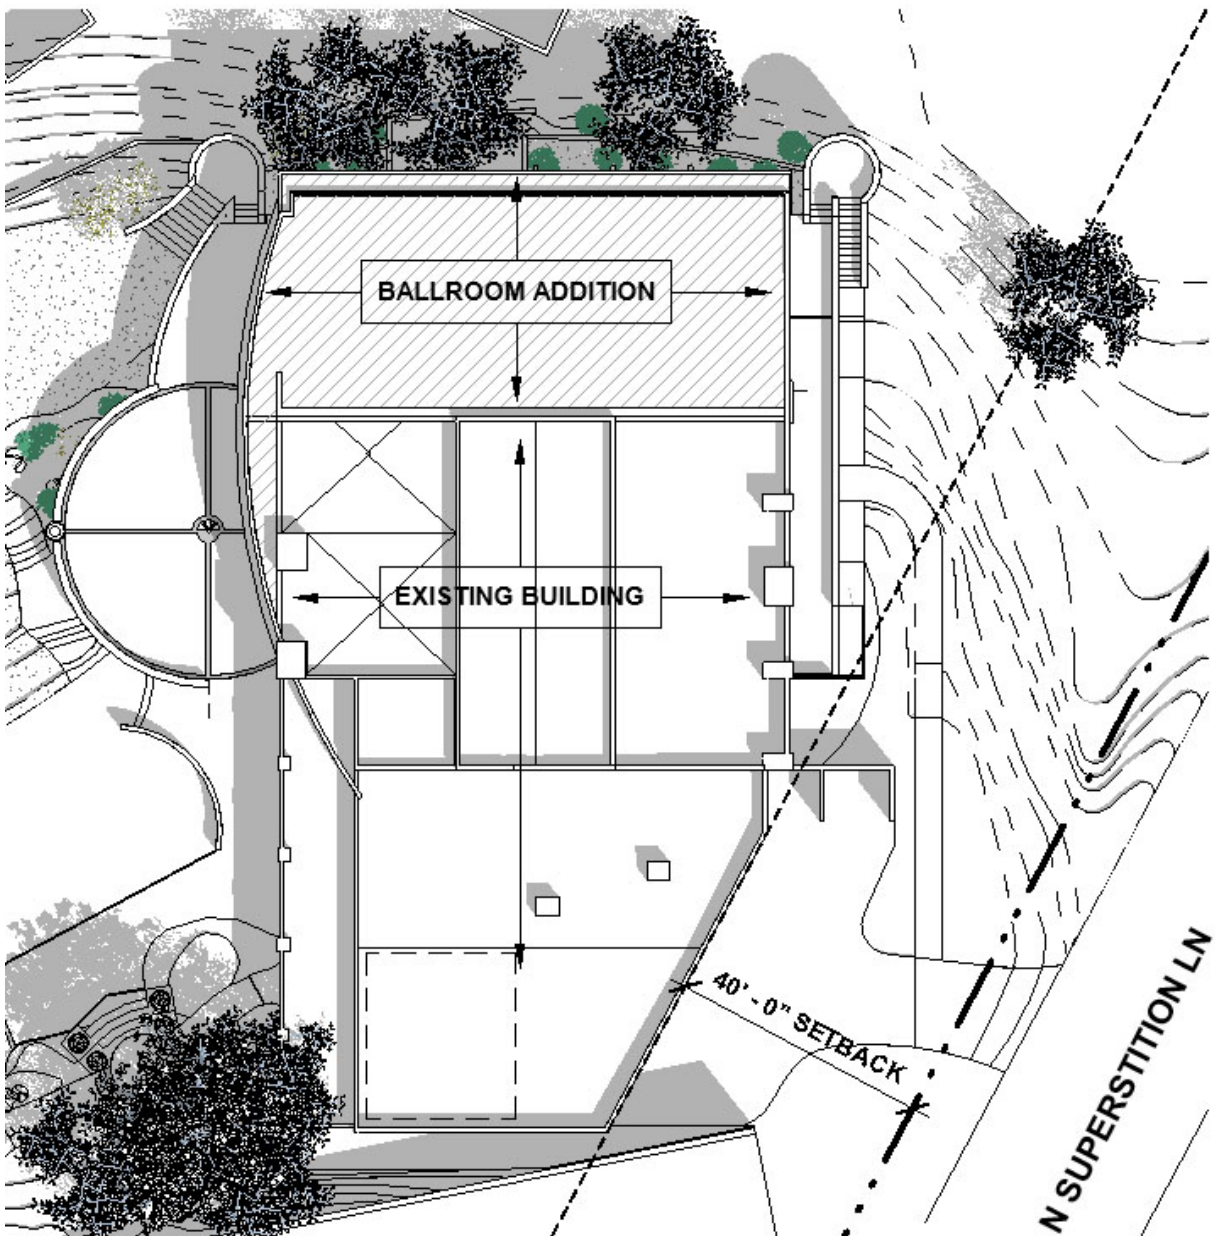 BALLROOM ADDITION
EXISTING BUILDING
40' - 0" SETBACK
N SUPERSTITION LN